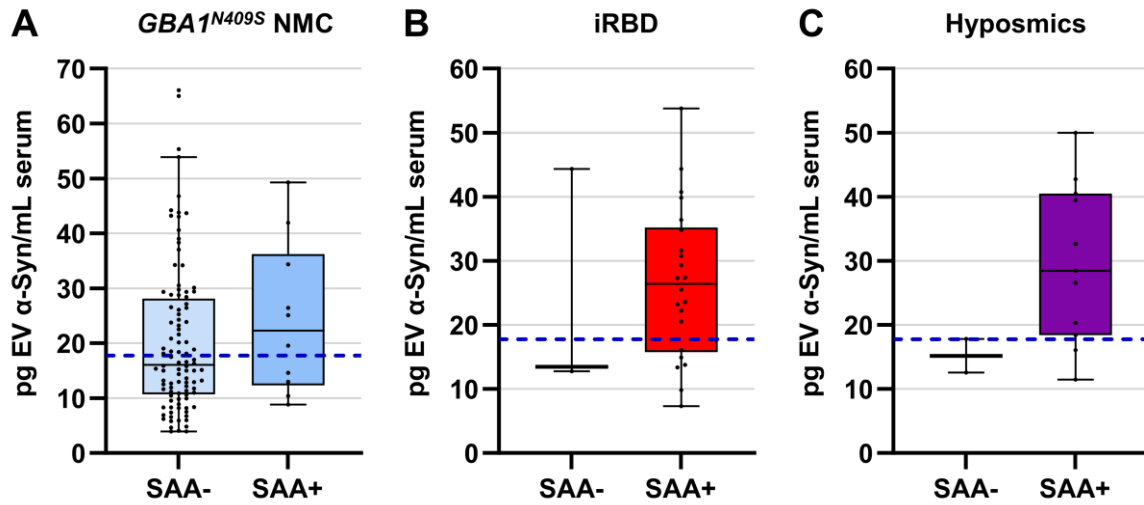 A
GBA1^N409S NMC
pg EV α-Syn/mL serum
70
60
50
40
30
20
10
0
SAA-
SAA+
B
iRBD
pg EV α-Syn/mL serum
60
50
40
30
20
10
0
SAA-
SAA+
C
Hyposmics
pg EV α-Syn/mL serum
60
50
40
30
20
10
0
SAA-
SAA+